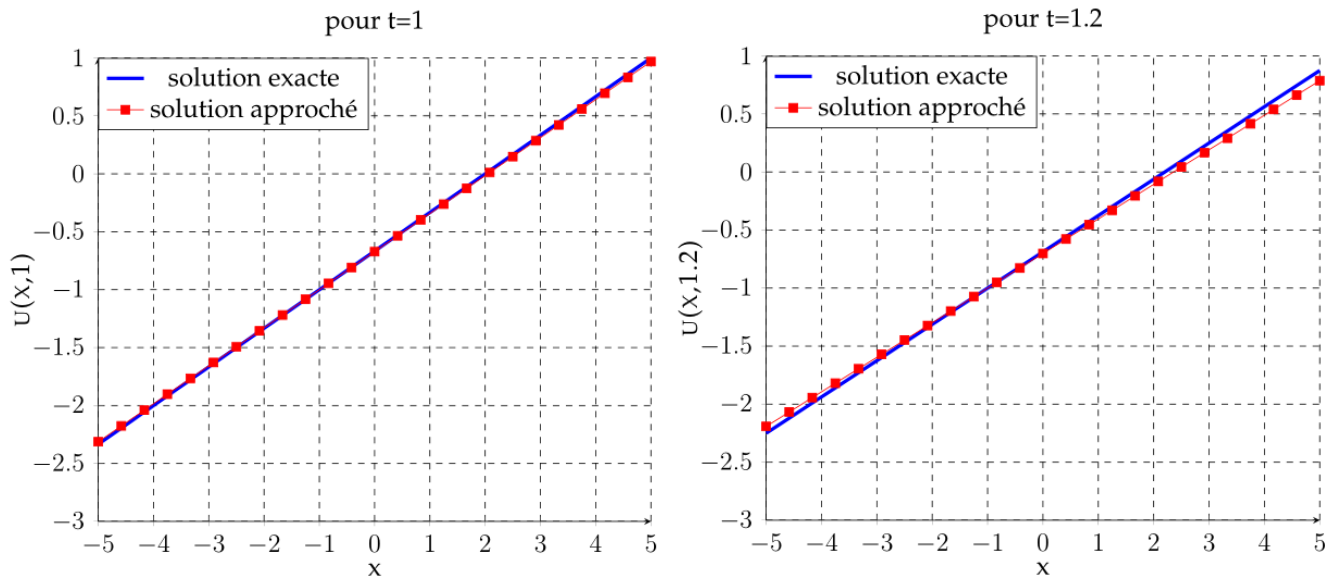 pour t=1
solution exacte
solution approché
1
0.5
0
−0.5
−1
−1.5
−2
−2.5
−3
−5 −4 −3 −2 −1 0 1 2 3 4 5
x
U(x,1)
pour t=1.2
solution exacte
solution approché
1
0.5
0
−0.5
−1
−1.5
−2
−2.5
−3
−5 −4 −3 −2 −1 0 1 2 3 4 5
x
U(x,1.2)